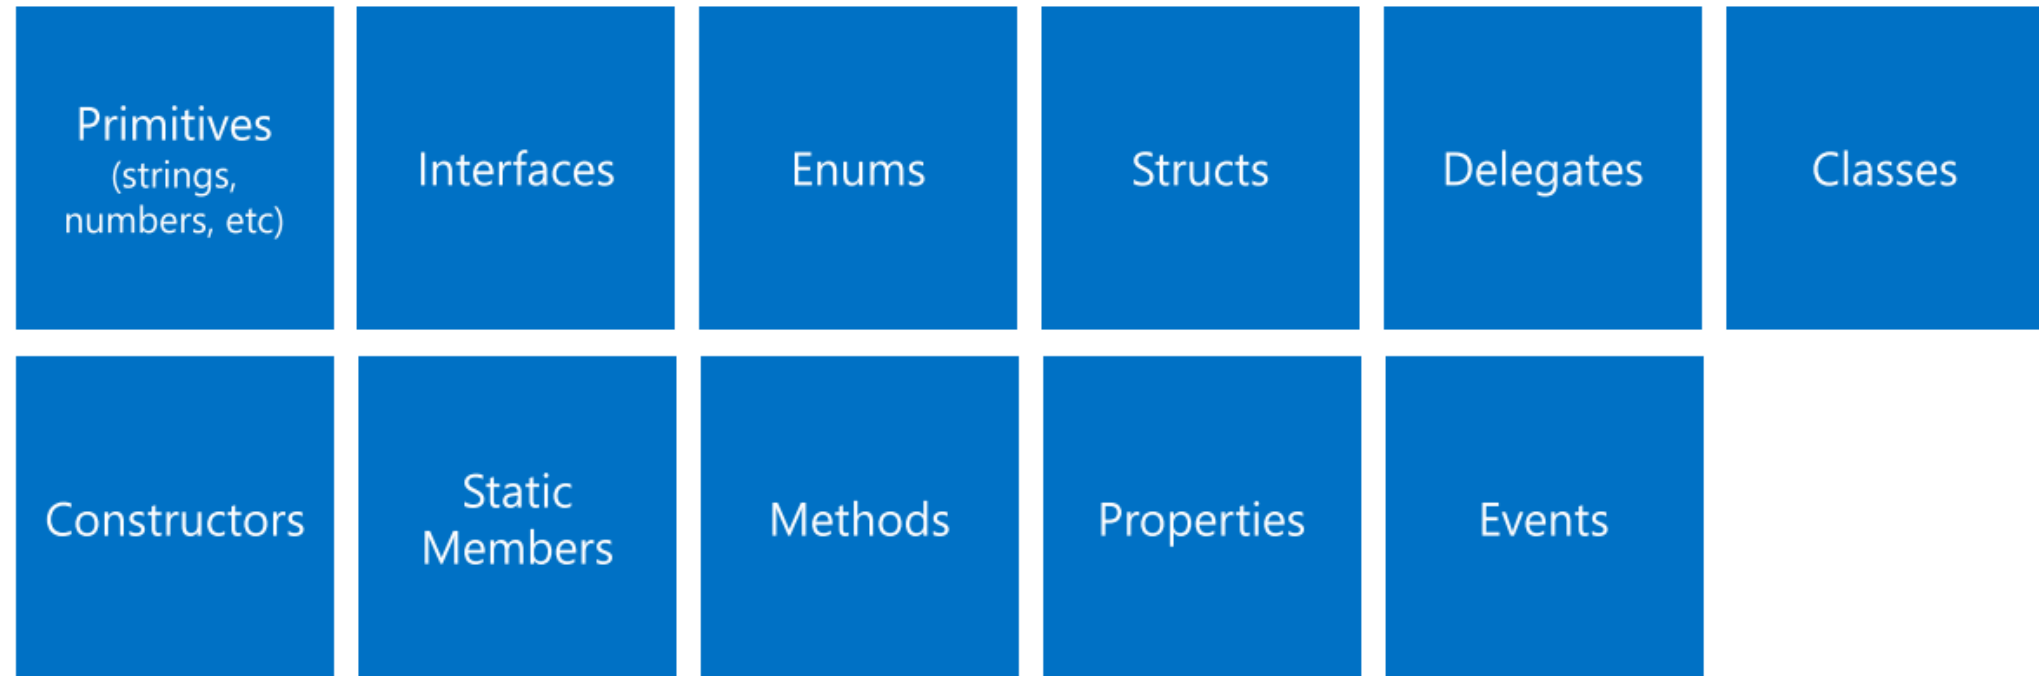 Primitives
(strings,
numbers, etc)
Interfaces
Enums
Structs
Delegates
Classes
Constructors
Static
Members
Methods
Properties
Events